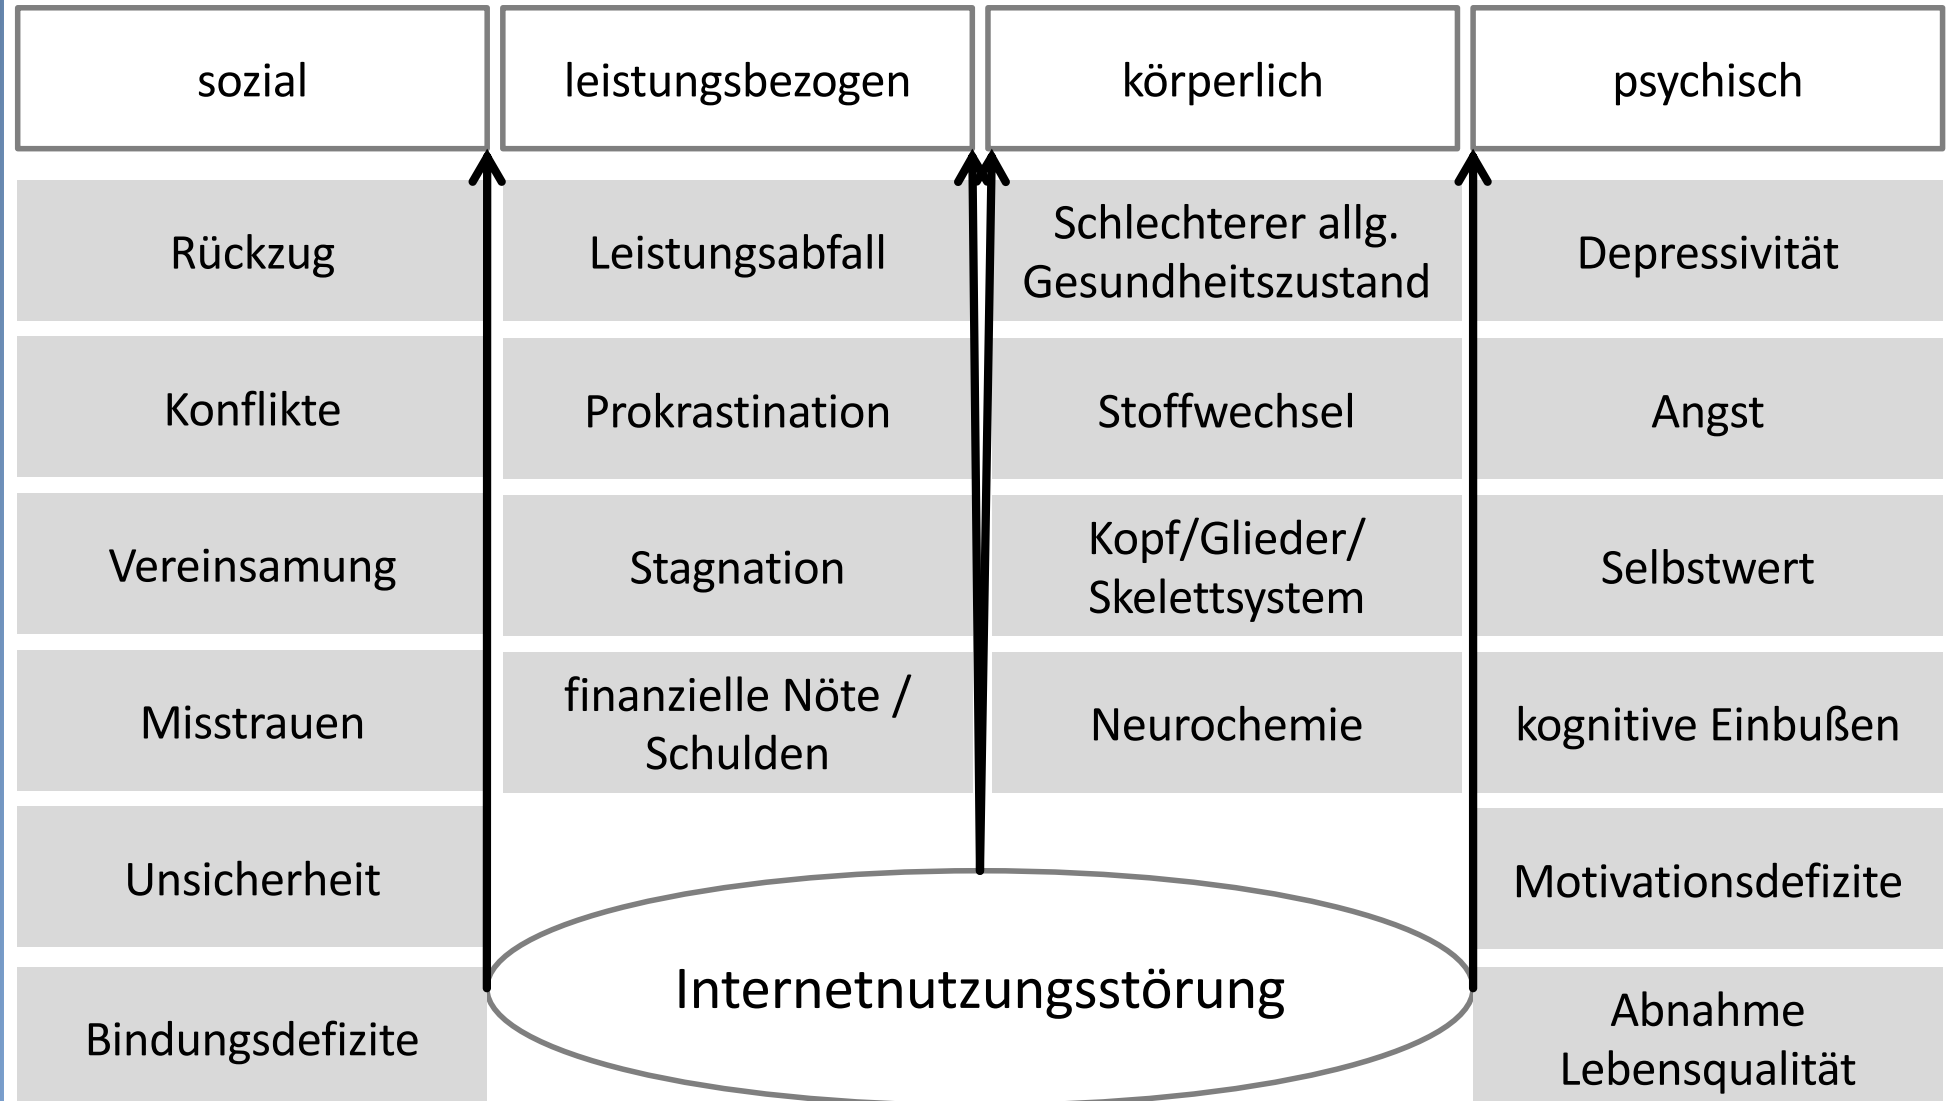 sozial
leistungsbezogen
körperlich
psychisch
Rückzug
Leistungsabfall
Schlechterer allg.
Gesundheitszustand
Depressivität
Konflikte
Prokrastination
Stoffwechsel
Angst
Vereinsamung
Stagnation
Kopf/Glieder/
Skelettsystem
Selbstwert
Misstrauen
finanzielle Nöte /
Schulden
Neurochemie
kognitive Einbußen
Unsicherheit
Motivationsdefizite
Bindungsdefizite
Internetnutzungsstörung
Abnahme
Lebensqualität